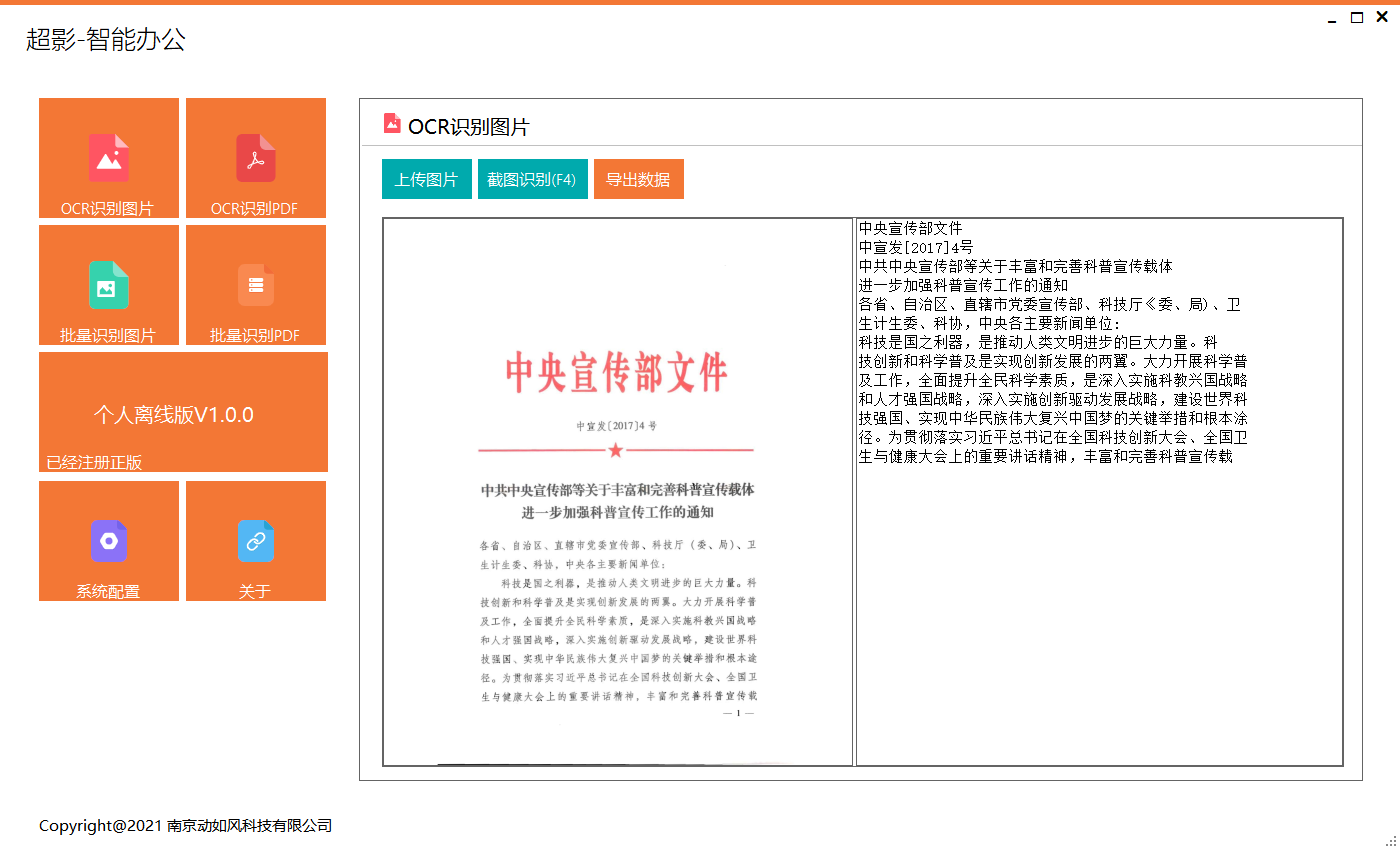 超影-智能办公
OCR识别图片
OCR识别PDF
批量识别图片
批量识别PDF
个人离线版V1.0.0
已经注册正版
系统配置
关于
OCR识别图片
上传图片
截图识别(F4)
导出数据
中央宣传部文件
中宣发[2017]4号
中共中央宣传部等关于丰富和完善科普宣传载体
进一步加强科普宣传工作的通知
各省、自治区、直辖市党委宣传部、科技厅（委、局）、卫
生计生委、科协，中央各主要新闻单位：
科技是国之利器，是推动人类文明进步的巨大力量。科
技创新和科学普及是实现创新发展的两翼。大力开展科学普
及工作，全面提升全民科学素质，是深入实施科教兴国战略
和人才强国战略，深入实施创新驱动发展战略，建设世界科
技强国、实现中华民族伟大复兴中国梦的关键举措和根本途
径。为贯彻落实习近平总书记在全国科技创新大会、全国卫
生与健康大会上的重要讲话精神，丰富和完善科普宣传载
— 1 —
中央宣传部文件
中宣发[2017]4号
中共中央宣传部等关于丰富和完善科普宣传载体
进一步加强科普宣传工作的通知
各省、自治区、直辖市党委宣传部、科技厅《委、局）、卫
生计生委、科协，中央各主要新闻单位:
科技是国之利器，是推动人类文明进步的巨大力量。科
技创新和科学普及是实现创新发展的两翼。大力开展科学普
及工作，全面提升全民科学素质，是深入实施科教兴国战略
和人才强国战略，深入实施创新驱动发展战略，建设世界科
技强国、实现中华民族伟大复兴中国梦的关键举措和根本涂
径。为贯彻落实习近平总书记在全国科技创新大会、全国卫
生与健康大会上的重要讲话精神，丰富和完善科普宣传载
Copyright@2021 南京动如风科技有限公司